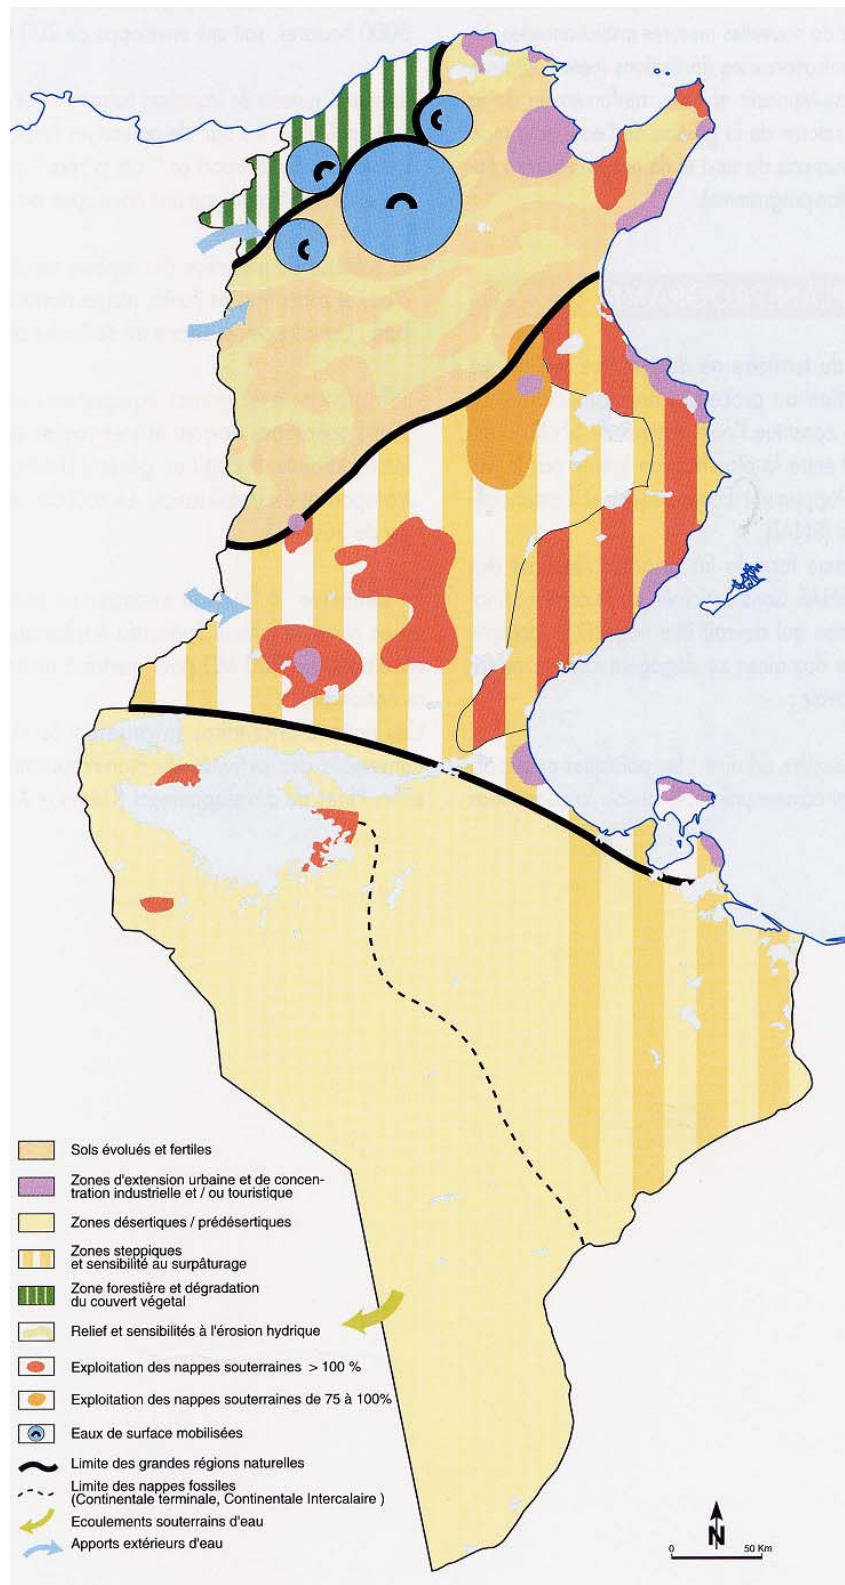 Sols évolués et fertiles
Zones d'extension urbaine et de concen-
tration industrielle et / ou touristique
Zones désertiques / prédésertiques
Zones steppiques
et sensibilité au surpâturage
Zone forestière et dégradation
du couvert végetal
Relief et sensibilités à l'érosion hydrique
Exploitation des nappes souterraines > 100 %
Exploitation des nappes souterraines de 75 à 100%
Eaux de surface mobilisées
Limite des grandes régions naturelles
Limite des nappes fossiles
(Continentale terminale, Continentale Intercalaire )
Ecoulements souterrains d'eau
Apports extérieurs d'eau
N
0 50 Km